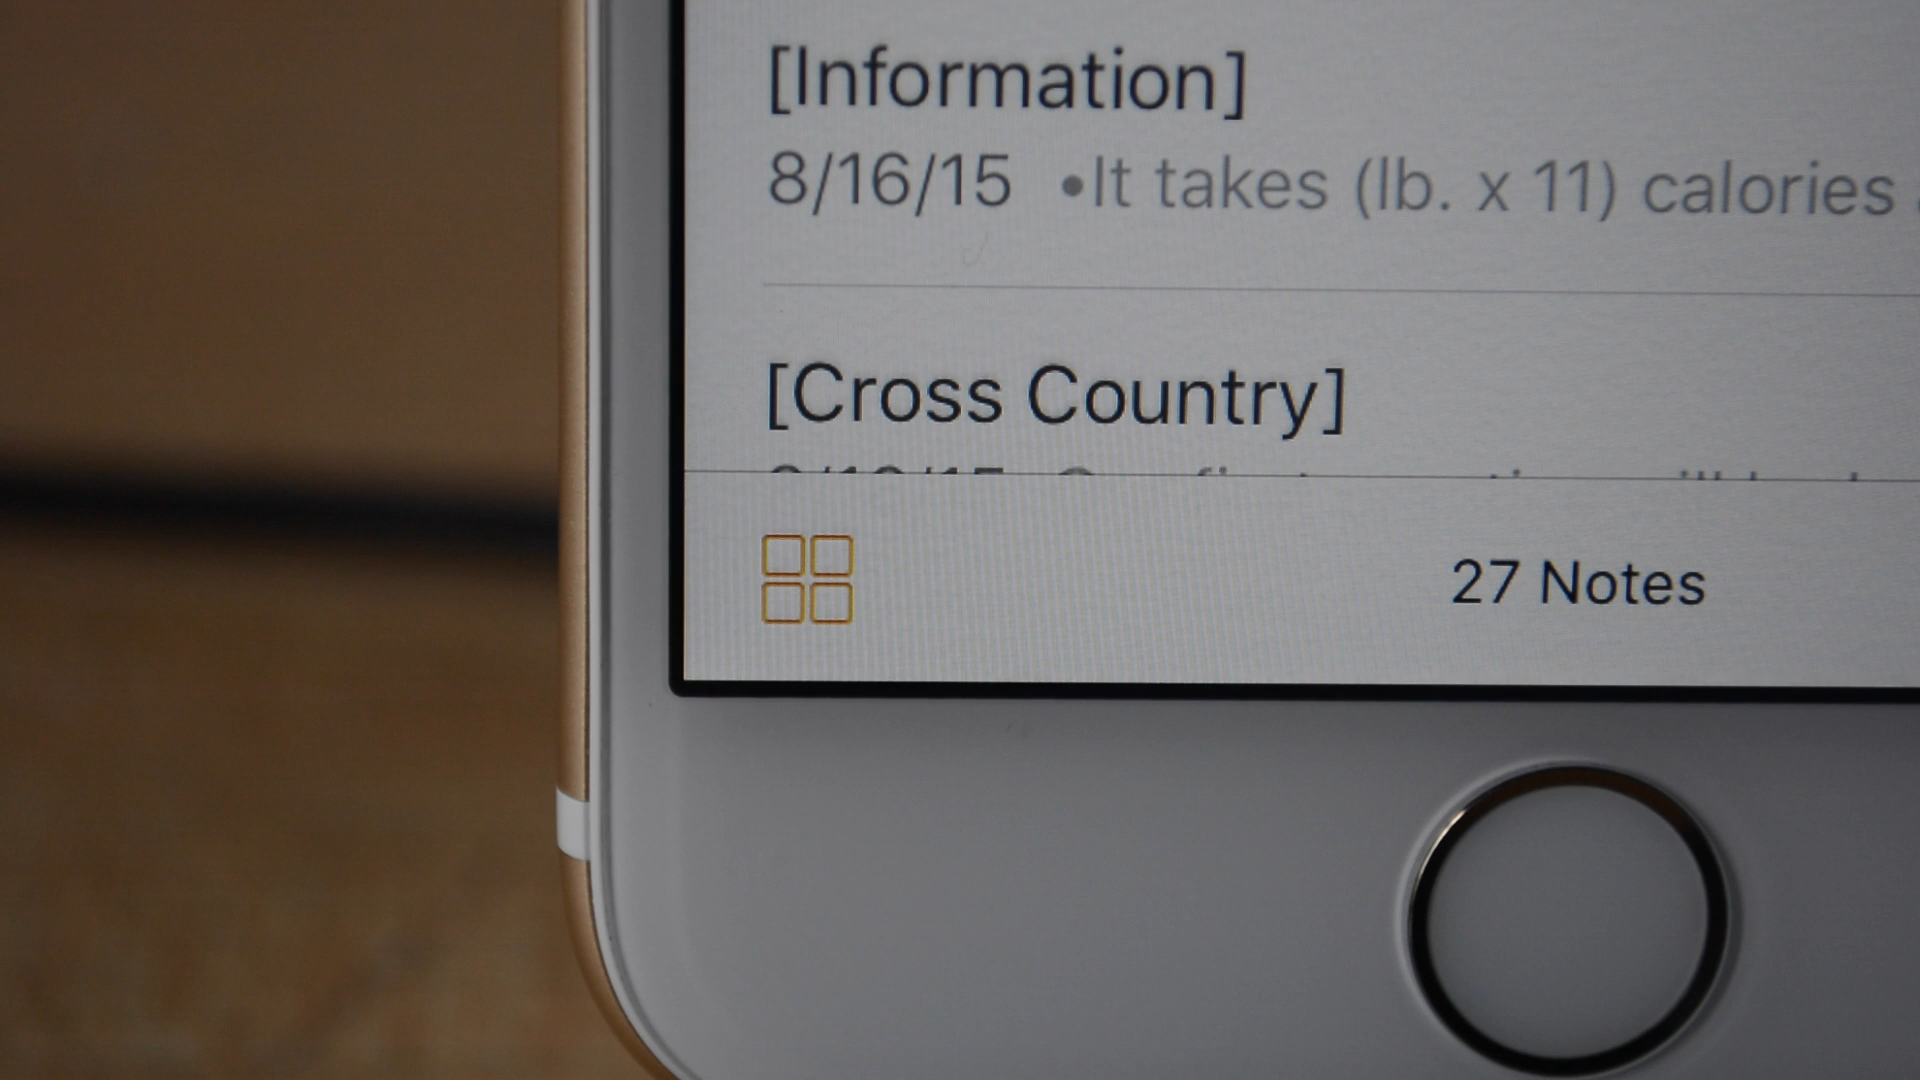 [Information]
8/16/15 •It takes (lb. x 11) calories
[Cross Country]
27 Notes